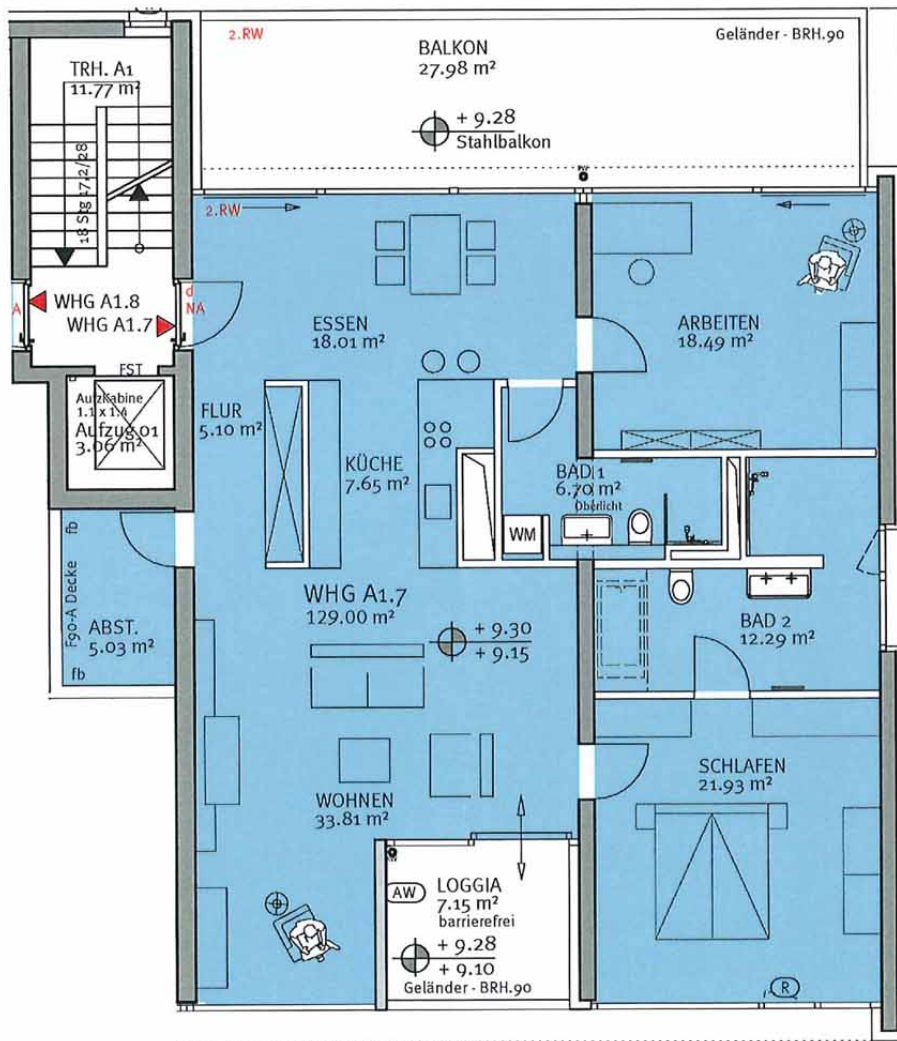 2.RW
BALKON
27.98 m²
Geländer - BRH.90
+ 9.28
Stahlbalkon
TRH. A1
11.77 m²
18 Stg 17.2/28
2.RW
WHG A1.8
WHG A1.7
A
d
NA
FST
Aufzkabine
1.1 x 1.4
Aufzug.01
3.06 m²
ESSEN
18.01 m²
ARBEITEN
18.49 m²
FLUR
5.10 m²
KÜCHE
7.65 m²
BAD 1
6.70 m²
Oberlicht
WM
fb
F90-A Decke
ABST.
5.03 m²
fb
WHG A1.7
129.00 m²
+ 9.30
+ 9.15
BAD 2
12.29 m²
WOHNEN
33.81 m²
SCHLAFEN
21.93 m²
AW
LOGGIA
7.15 m²
barrierefrei
+ 9.28
+ 9.10
Geländer - BRH.90
R